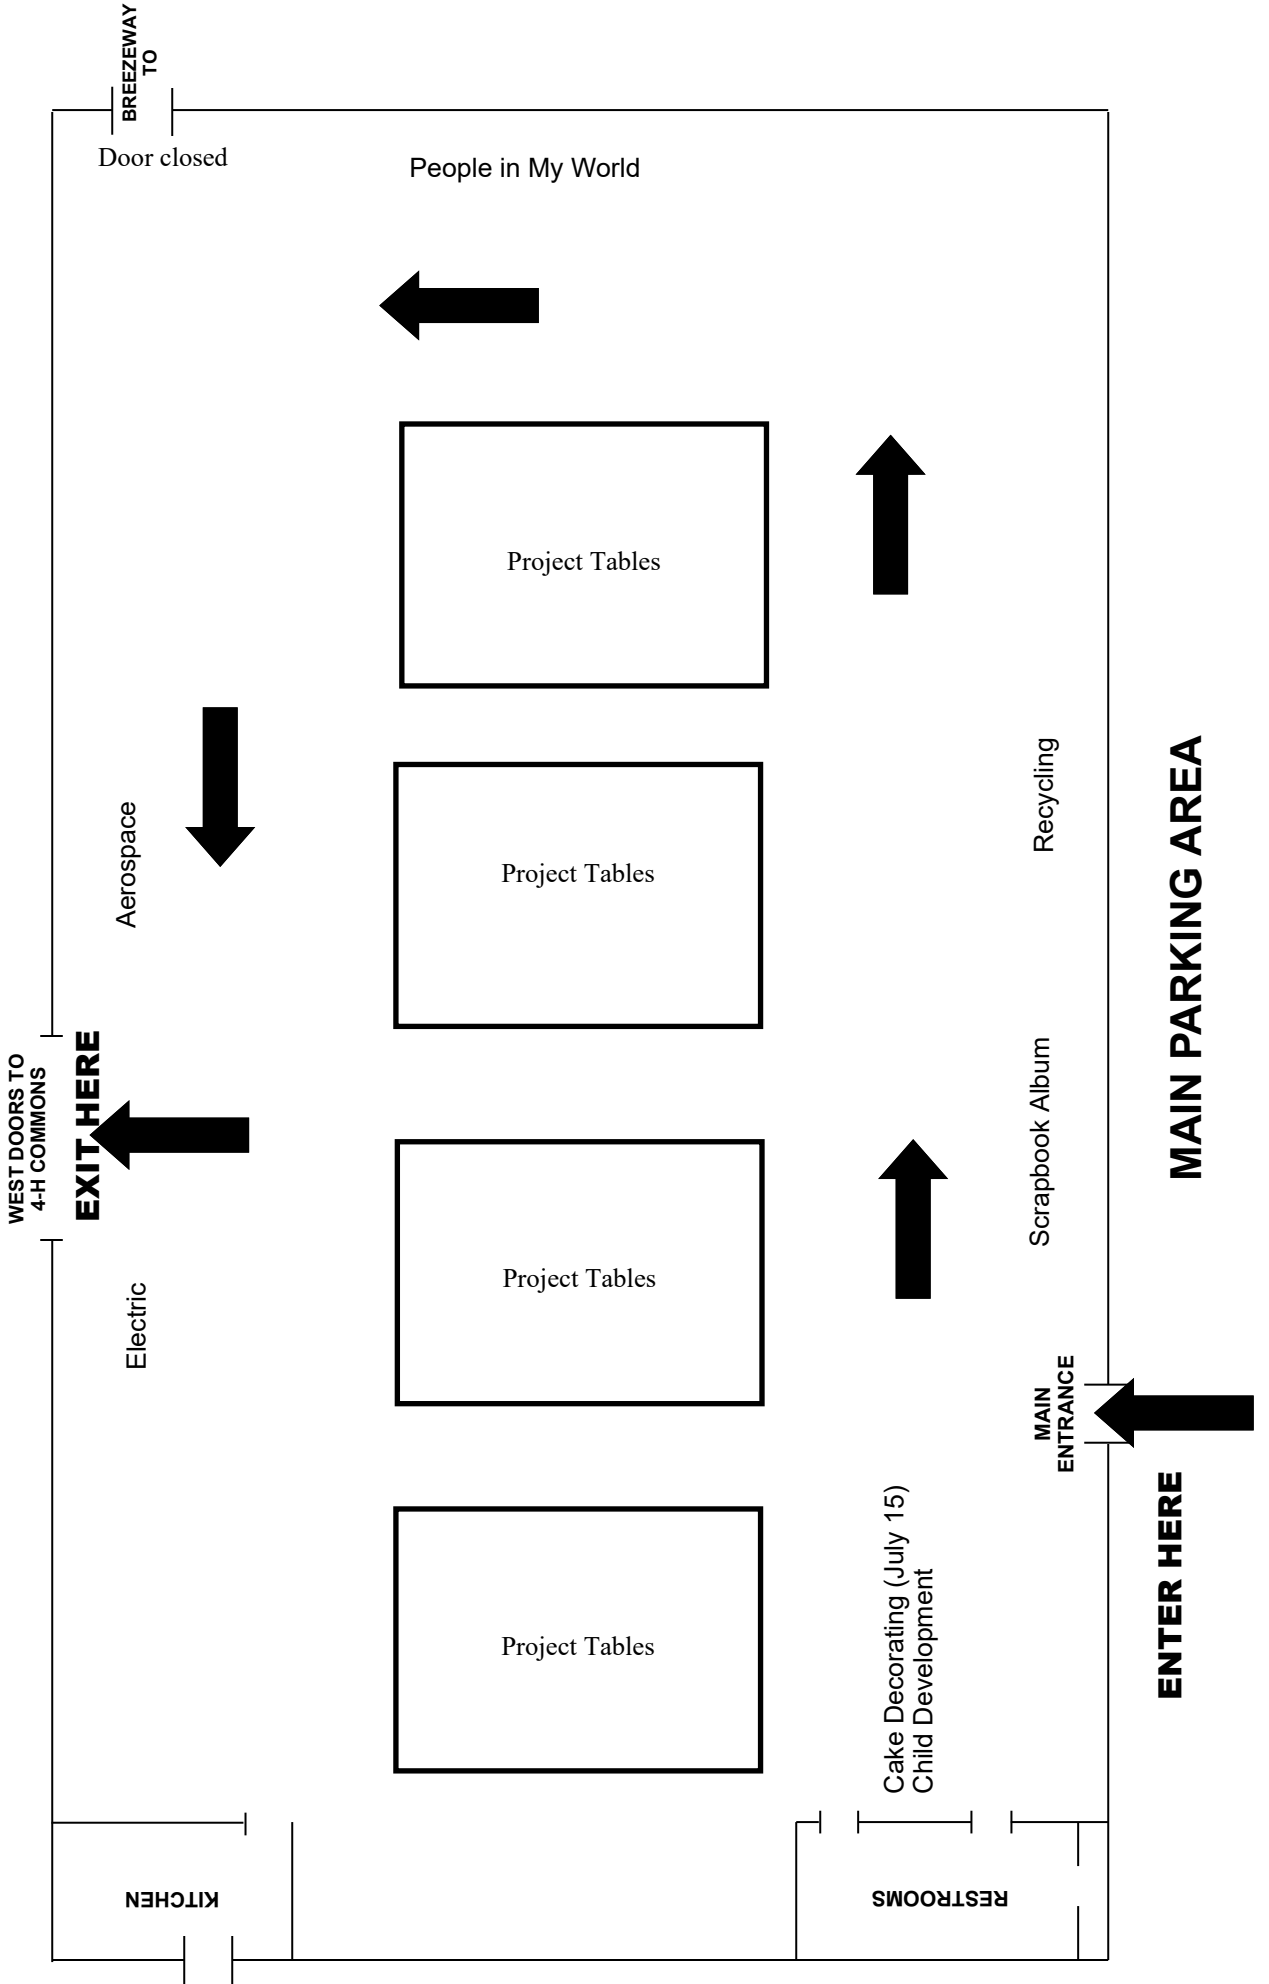 BREEZEWAY
TO
Door closed
People in My World
Project Tables
Recycling
MAIN PARKING AREA
Aerospace
Project Tables
WEST DOORS TO
4-H COMMONS
EXIT HERE
Scrapbook Album
Electric
Project Tables
MAIN
ENTRANCE
ENTER HERE
Cake Decorating (July 15)
Child Development
Project Tables
KITCHEN
RESTROOMS